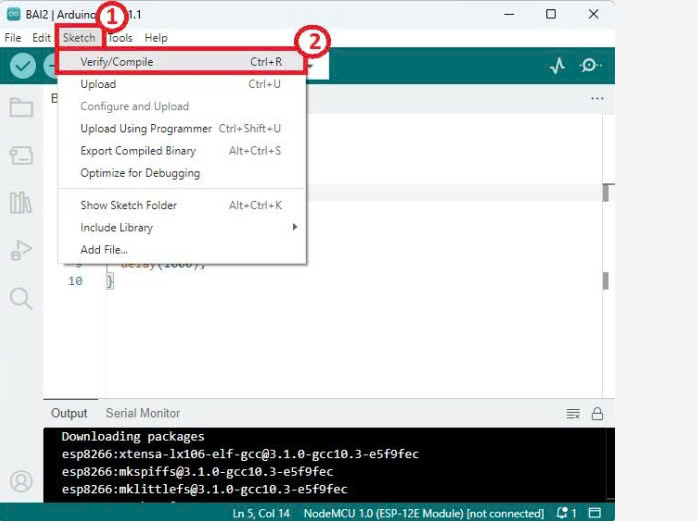 BAI2 | Arduino 1.1
1
File Edit Sketch Tools Help
2
Verify/Compile Ctrl+R
Upload Ctrl+U
Configure and Upload
Upload Using Programmer Ctrl+Shift+U
Export Compiled Binary Alt+Ctrl+S
Optimize for Debugging
Show Sketch Folder Alt+Ctrl+K
Include Library
Add File...
9 delay(1000);
10 }
Output Serial Monitor
Downloading packages
esp8266:xtensa-lx106-elf-gcc@3.1.0-gcc10.3-e5f9fec
esp8266:mkspiffs@3.1.0-gcc10.3-e5f9fec
esp8266:mklittlefs@3.1.0-gcc10.3-e5f9fec
Ln 5, Col 14 NodeMCU 1.0 (ESP-12E Module) [not connected] 1